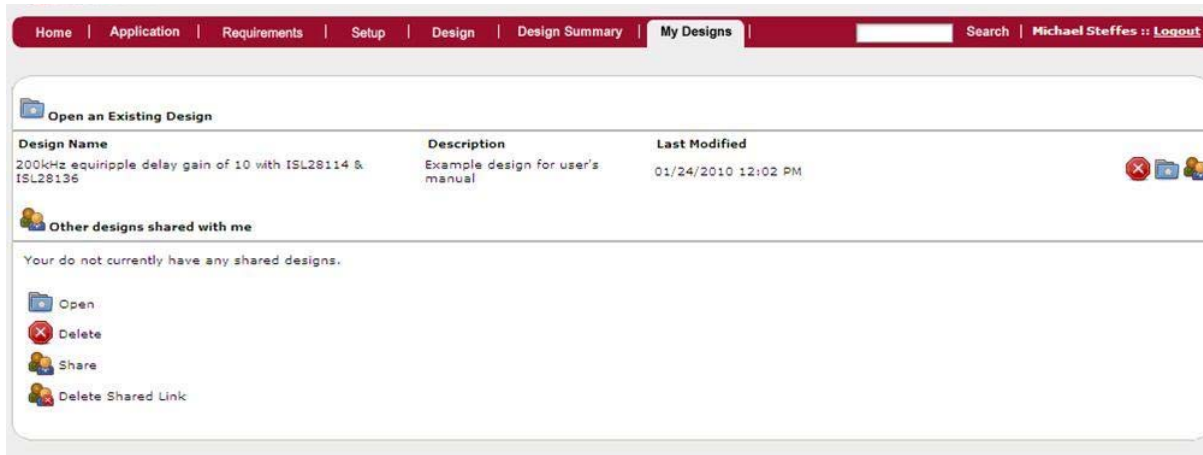 Home | Application | Requirements | Setup | Design | Design Summary | My Designs | Search | Michael Steffes :: Logout
Open an Existing Design
Design Name Description Last Modified
200kHz equiripple delay gain of 10 with ISL28114 & Example design for user's 01/24/2010 12:02 PM
ISL28136 manual
Other designs shared with me
Your do not currently have any shared designs.
Open
Delete
Share
Delete Shared Link